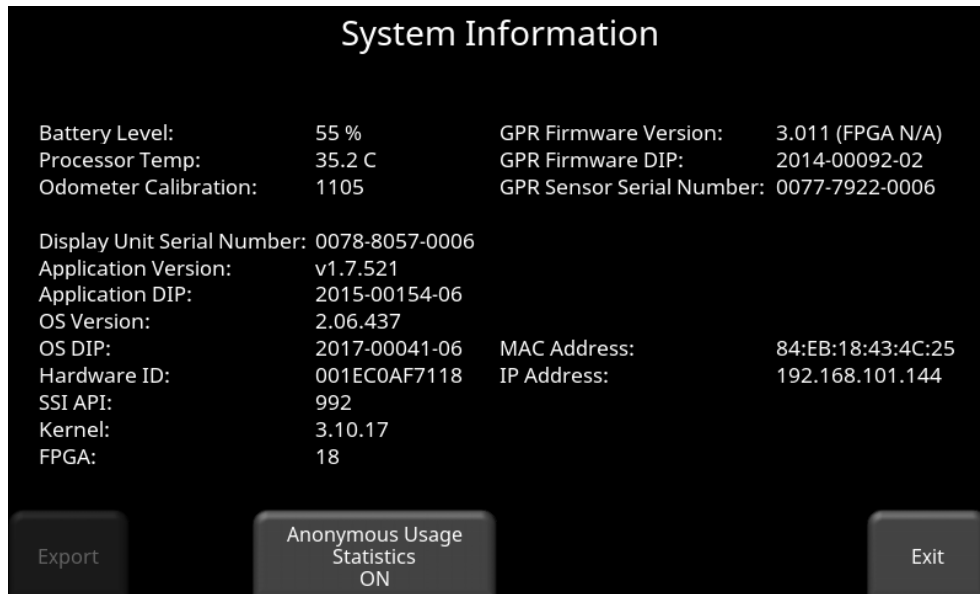 System Information
Battery Level: 55 % GPR Firmware Version: 3.011 (FPGA N/A)
Processor Temp: 35.2 C GPR Firmware DIP: 2014-00092-02
Odometer Calibration: 1105 GPR Sensor Serial Number: 0077-7922-0006
Display Unit Serial Number: 0078-8057-0006
Application Version: v1.7.521
Application DIP: 2015-00154-06
OS Version: 2.06.437
OS DIP: 2017-00041-06 MAC Address: 84:EB:18:43:4C:25
Hardware ID: 001EC0AF7118 IP Address: 192.168.101.144
SSI API: 992
Kernel: 3.10.17
FPGA: 18
Anonymous Usage
Export Statistics Exit
ON